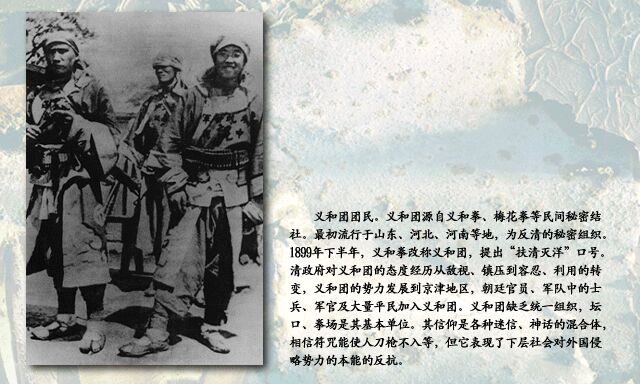 义和团团民。义和团源自义和拳、梅花拳等民间秘密结
社。最初流行于山东、河北、河南等地，为反清的秘密组织。
1899年下半年，义和拳改称义和团，提出“扶清灭洋”口号。
清政府对义和团的态度经历从敌视、镇压到容忍、利用的转
变，义和团的势力发展到京津地区，朝廷官员、军队中的士
兵、军官及大量平民加入义和团。义和团缺乏统一组织，坛
口、拳场是其基本单位。其信仰是各种迷信、神话的混合体，
相信符咒能使人刀枪不入等，但它表现了下层社会对外国侵
略势力的本能的反抗。